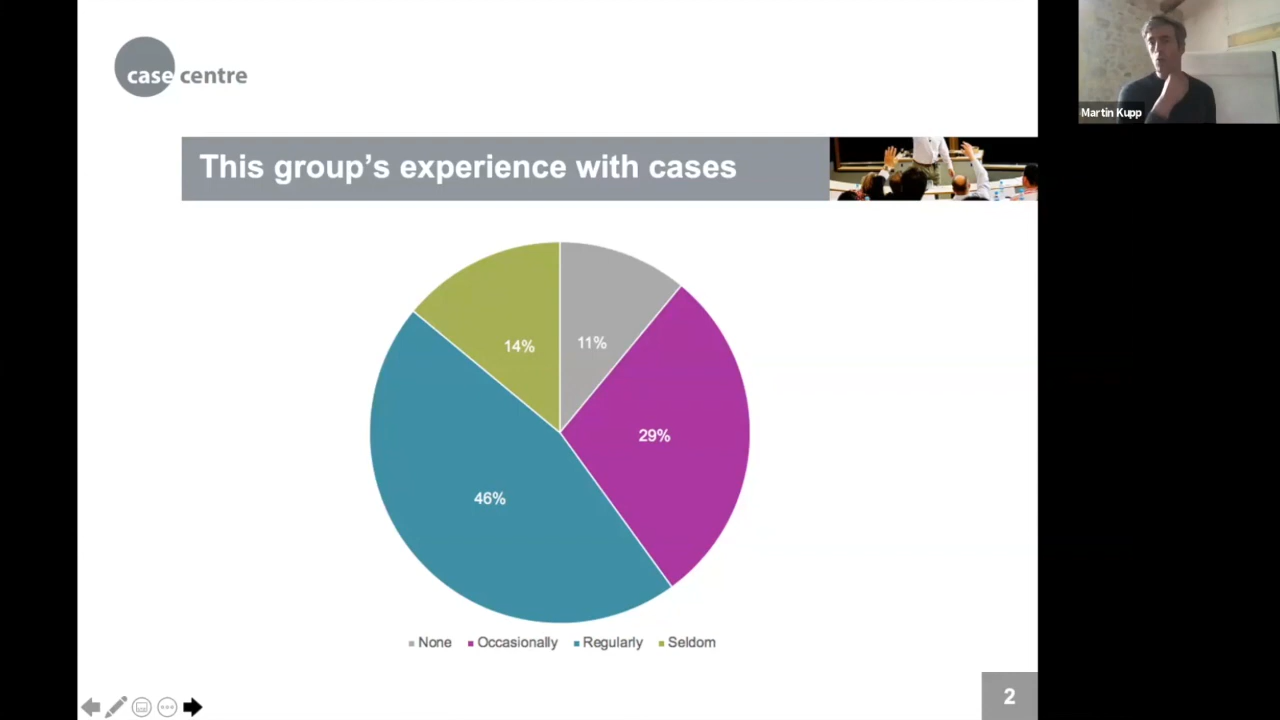 case centre
Martin Kupp
This group's experience with cases
14%
11%
29%
46%
None Occasionally Regularly Seldom
2